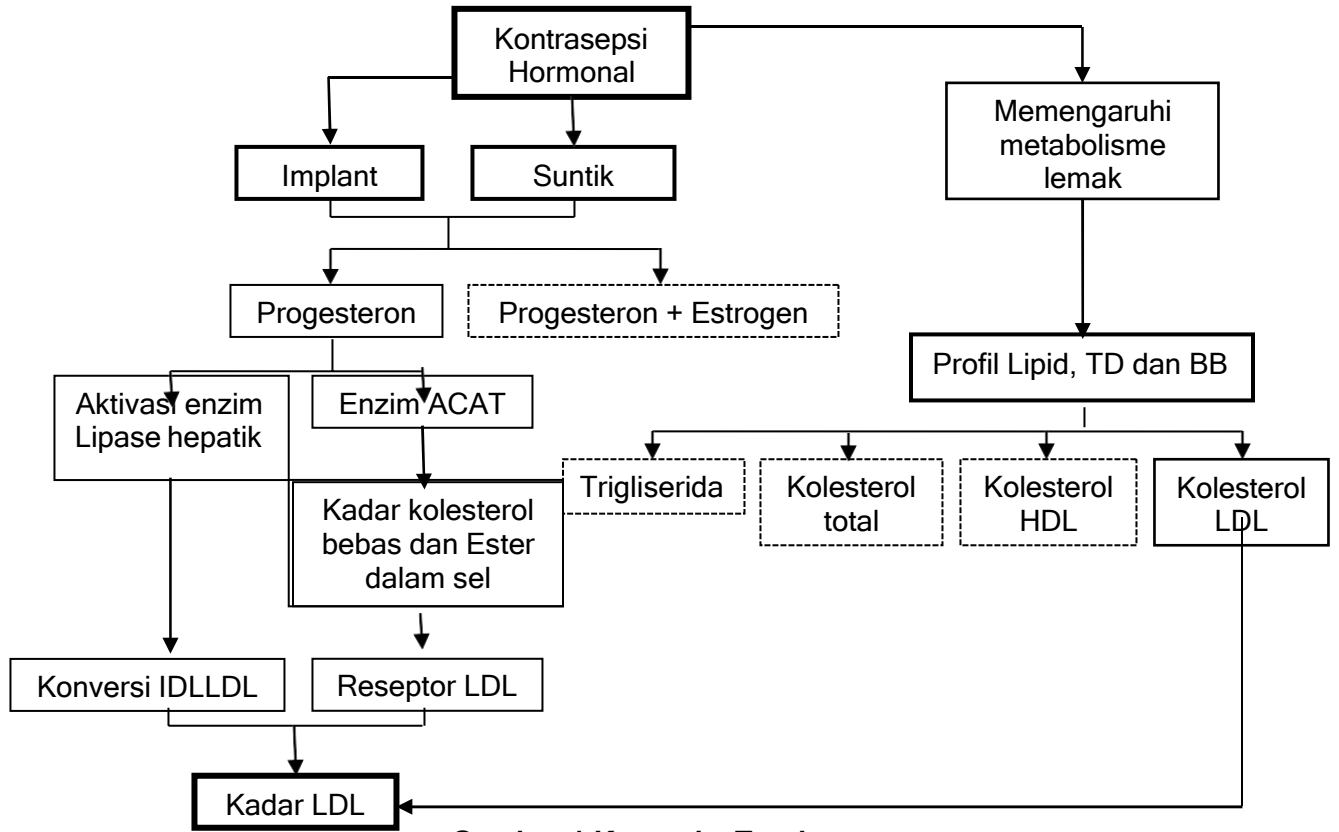 Kontrasepsi
Hormonal
Memengaruhi
metabolisme
lemak
Implant
Suntik
Progesteron
Progesteron + Estrogen
Profil Lipid, TD dan BB
Aktivasi enzim
Lipase hepatik
Enzim ACAT
Trigliserida
Kolesterol
total
Kolesterol
HDL
Kolesterol
LDL
Kadar kolesterol
bebas dan Ester
dalam sel
Konversi IDLLDL
Reseptor LDL
Kadar LDL